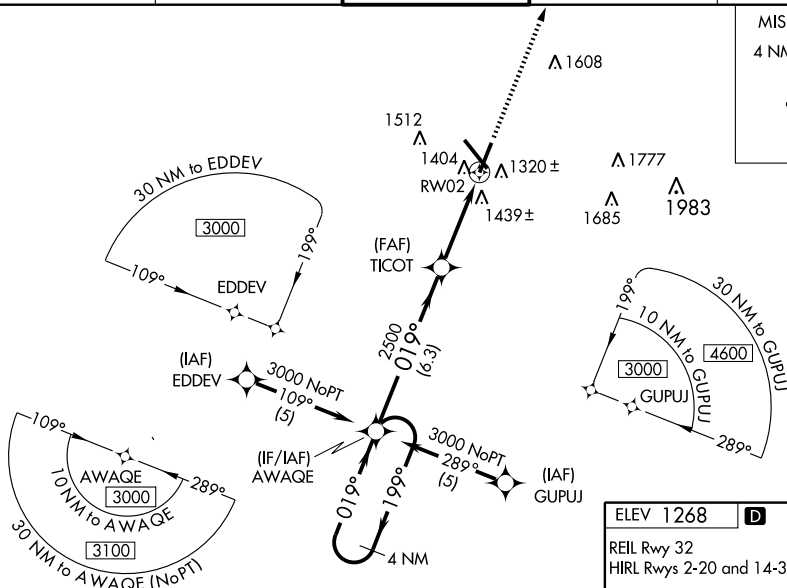 MIS
4 NM
1608
1512
1404
1320 ±
RW02
1439 ±
1777
1685
1983
30 NM to EDDEV
3000
109°
199°
EDDEV
(FAF)
TICOT
2500
019°
(6.3)
(IAF)
EDDEV
3000 NoPT
109°
(5)
199°
30 NM to GUPUJ
10 NM to GUPUJ
4600
3000
GUPUJ
289°
(IF/IAF)
AWAQE
3000 NoPT
289°
(5)
(IAF)
GUPUJ
019°
199°
4 NM
109°
AWAQE
3000
289°
10 NM to AWAQE
3100
30 NM to AWAQE (NoPT)
ELEV 1268 D
REIL Rwy 32
HIRL Rwys 2-20 and 14-3